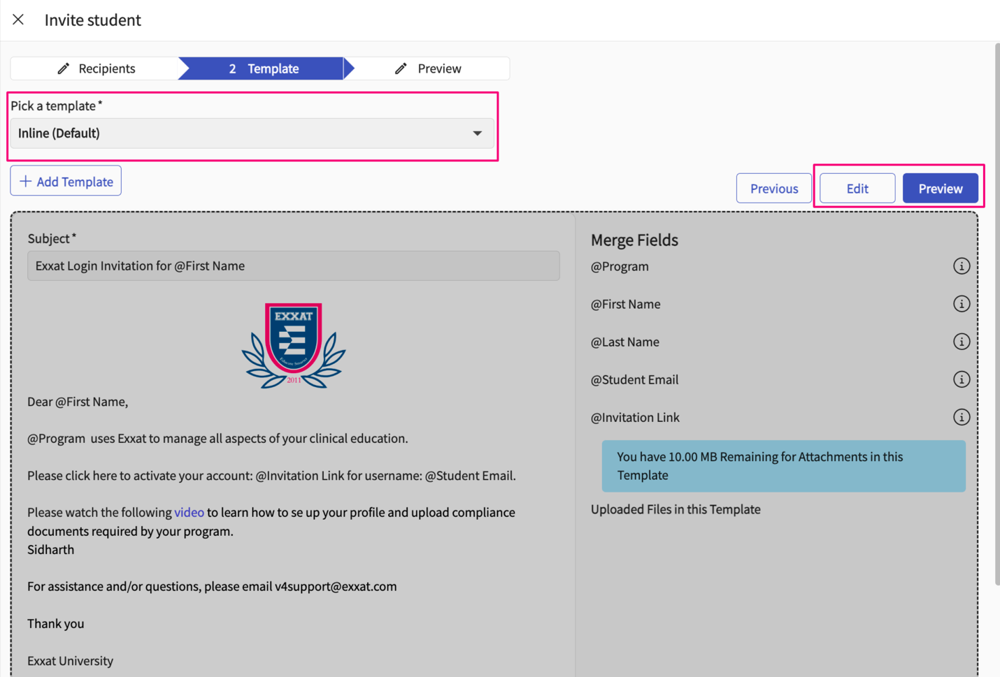 Invite student
Recipients
2 Template
Preview
Pick a template*
Inline (Default)
+ Add Template
Previous
Edit
Preview
Subject*
Exxat Login Invitation for @First Name
EXXAT
2011
Dear @First Name,
@Program uses Exxat to manage all aspects of your clinical education.
Please click here to activate your account: @Invitation Link for username: @Student Email.
Please watch the following video to learn how to se up your profile and upload compliance
documents required by your program.
Sidharth
For assistance and/or questions, please email v4support@exxat.com
Thank you
Exxat University
Merge Fields
@Program
@First Name
@Last Name
@Student Email
@Invitation Link
You have 10.00 MB Remaining for Attachments in this
Template
Uploaded Files in this Template